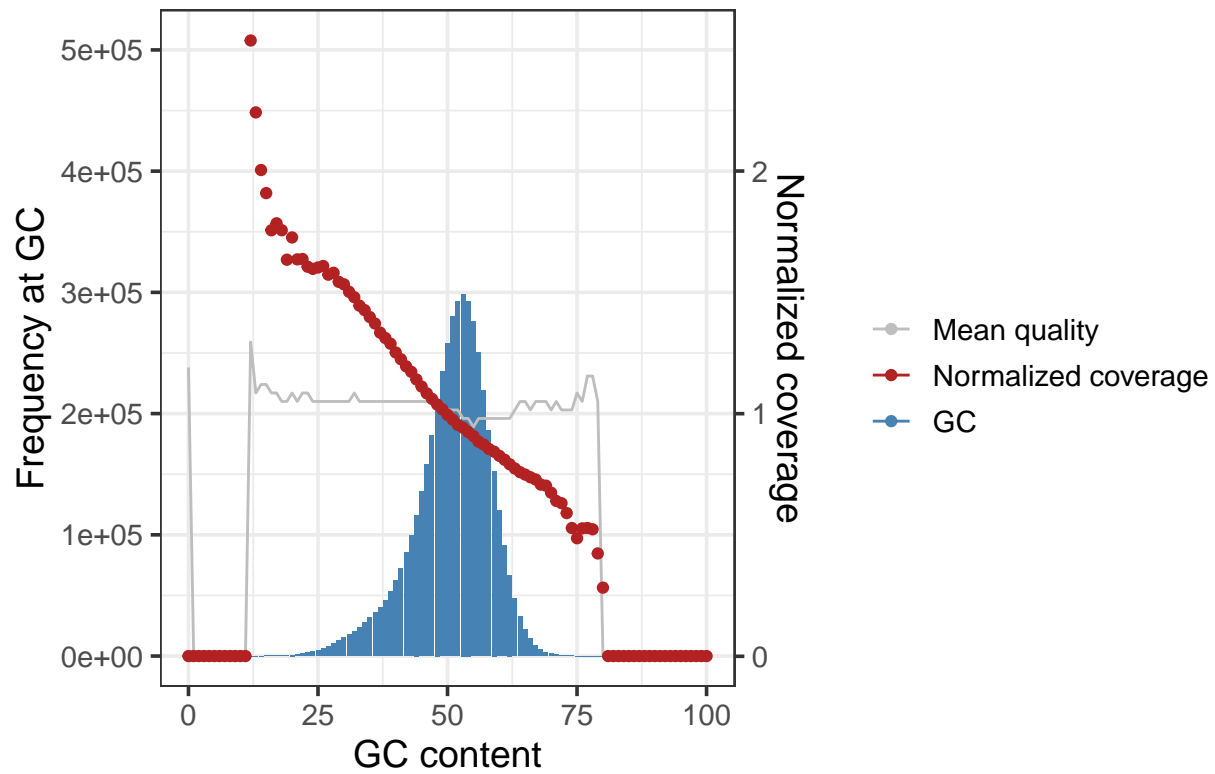 5e+05
4e+05
3e+05
2e+05
1e+05
0e+00
Frequency at GC
2
1
0
Normalized coverage
0
25
50
75
100
GC content
Mean quality
Normalized coverage
GC